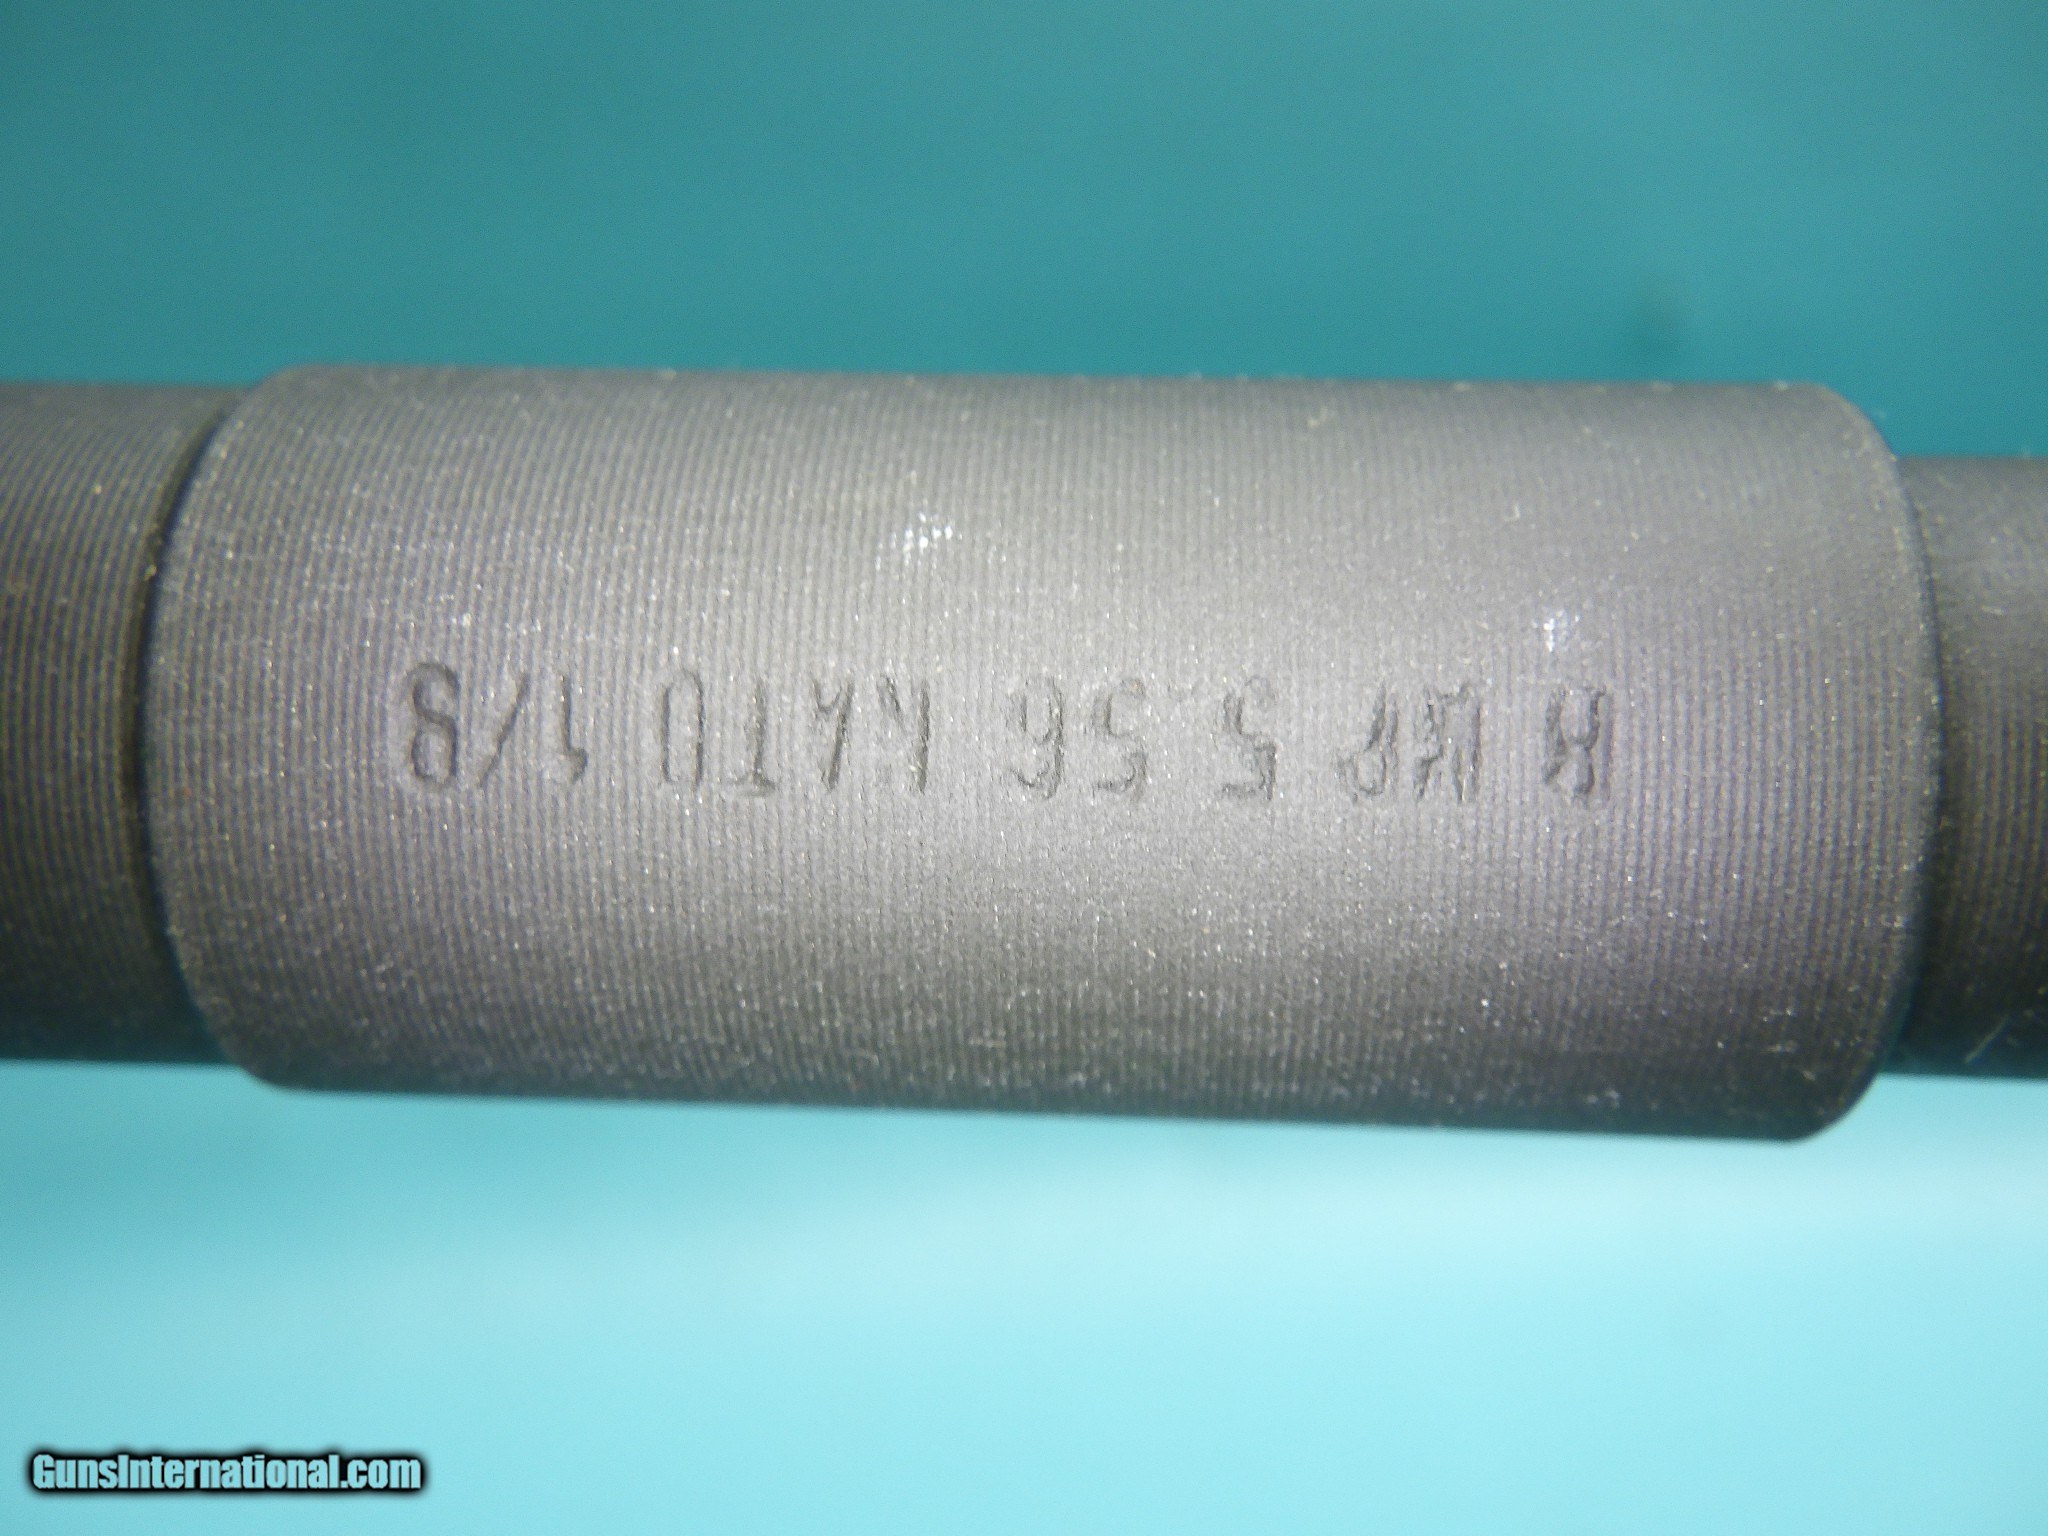 B MP 5.56 NATO 1/8
GunsInternational.com